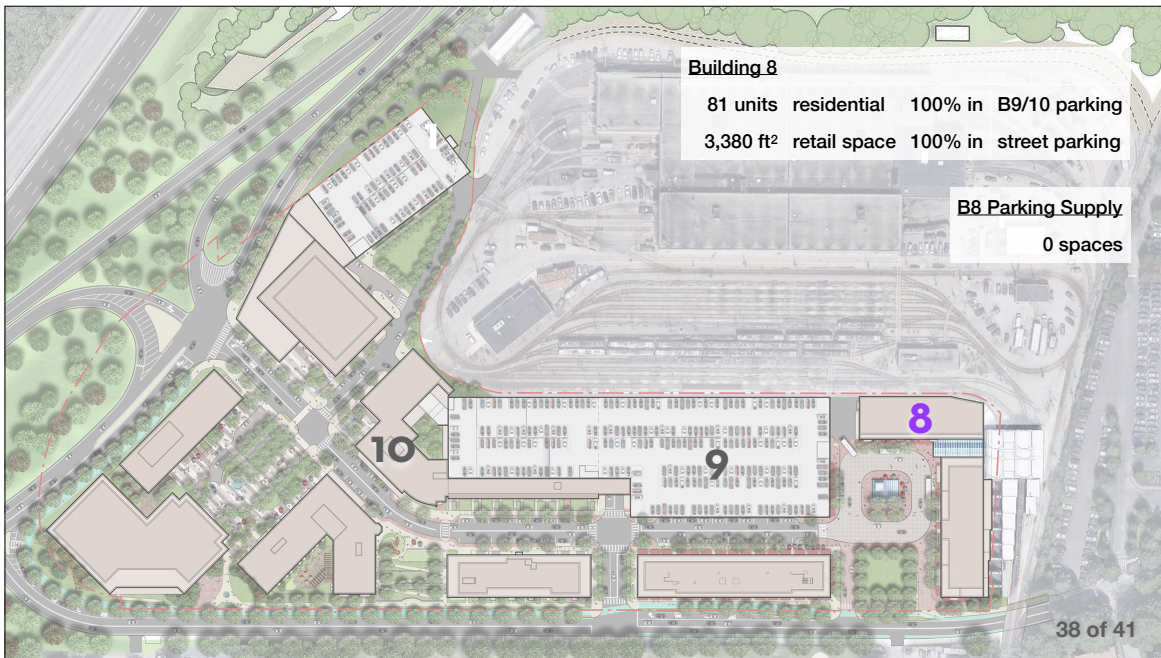 Building 8
81 units residential 100% in B9/10 parking
3,380 ft² retail space 100% in street parking
B8 Parking Supply
0 spaces
1
8
10
9
38 of 41